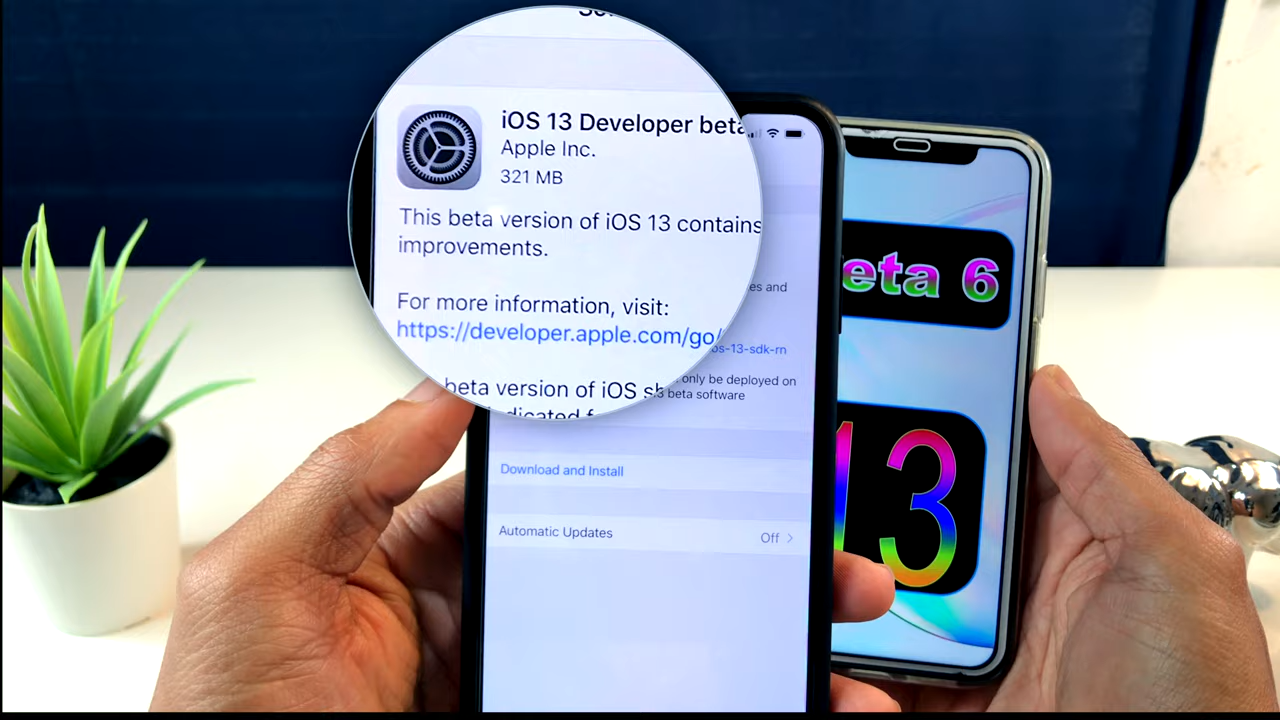 iOS 13 Developer beta
Apple Inc.
321 MB
This beta version of iOS 13 contains
improvements.
es and
For more information, visit:
https://developer.apple.com/go/
os-13-sdk-rn
beta version of iOS
only be deployed on
3 beta software
Download and Install
Automatic Updates
Off
eta 6
13